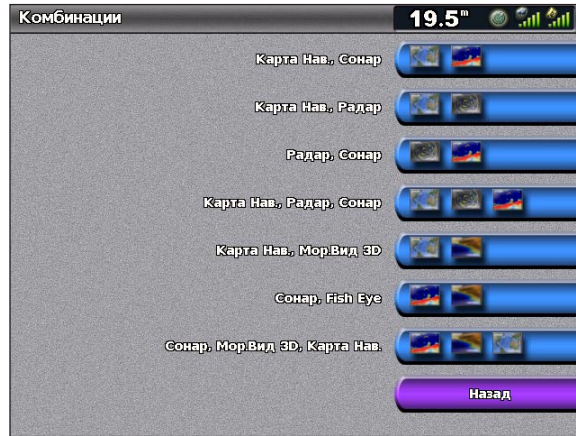 Комбинации 19.5m
Карта Нав., Сонар
Карта Нав., Радар
Радар, Сонар
Карта Нав., Радар, Сонар
Карта Нав., Мор.Вид 3D
Сонар, Fish Eye
Сонар, Мор.Вид 3D, Карта Нав.
Назад